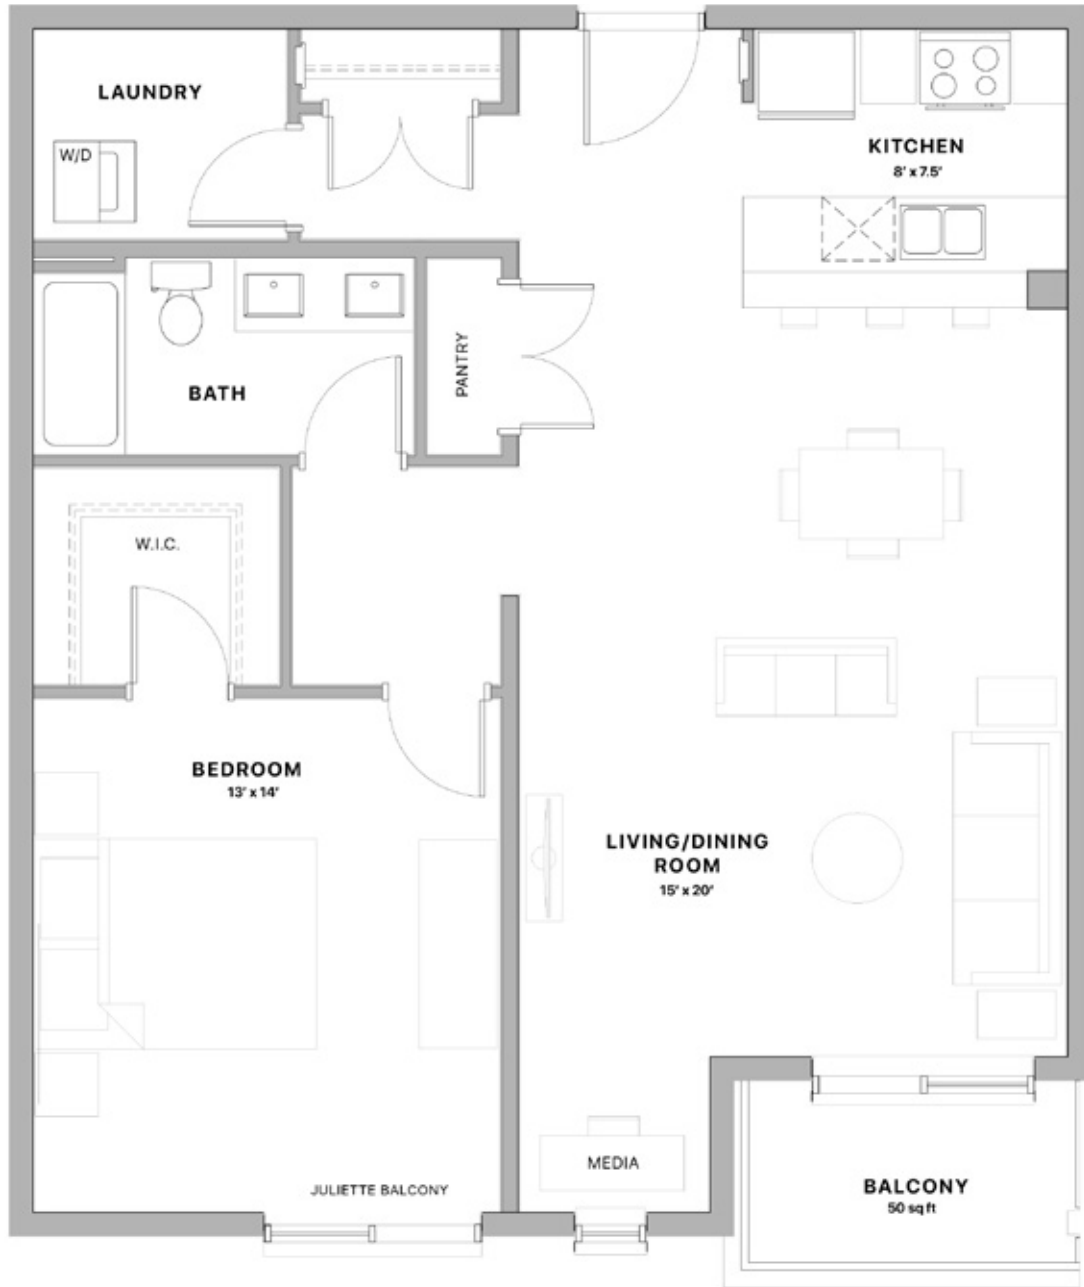 LAUNDRY
W/D
KITCHEN
8' x 7.5'
PANTRY
BATH
W.I.C.
BEDROOM
13' x 14'
LIVING/DINING
ROOM
15' x 20'
MEDIA
JULIETTE BALCONY
BALCONY
50 sq ft